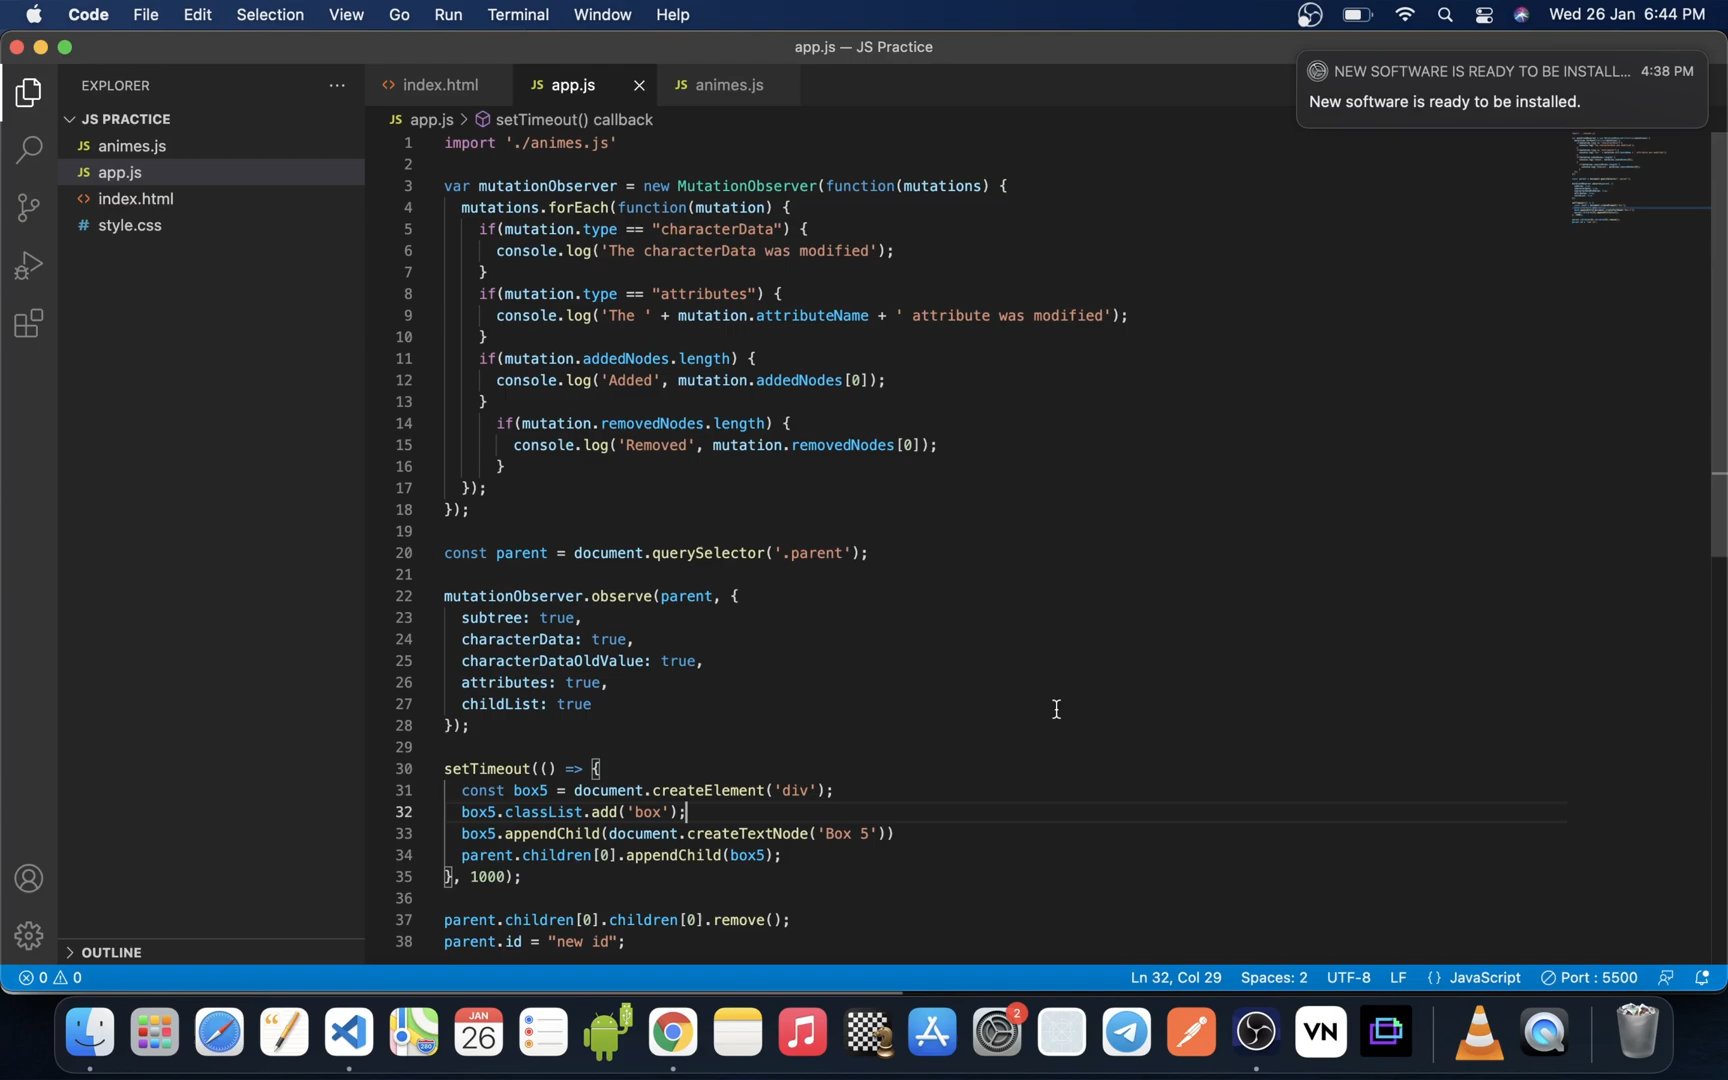 Code File Edit Selection View Go Run Terminal Window Help Wed 26 Jan 6:44 PM
app.js — JS Practice
NEW SOFTWARE IS READY TO BE INSTALL... 4:38 PM
New software is ready to be installed.
EXPLORER ...
JS PRACTICE
JS animes.js
JS app.js
<> index.html
# style.css
OUTLINE
<> index.html JS app.js × JS animes.js
JS app.js > setTimeout() callback
1 import './animes.js'
2
3 var mutationObserver = new MutationObserver(function(mutations) {
4 mutations.forEach(function(mutation) {
5 if(mutation.type == "characterData") {
6 console.log('The characterData was modified');
7 }
8 if(mutation.type == "attributes") {
9 console.log('The ' + mutation.attributeName + ' attribute was modified');
10 }
11 if(mutation.addedNodes.length) {
12 console.log('Added', mutation.addedNodes[0]);
13 }
14 if(mutation.removedNodes.length) {
15 console.log('Removed', mutation.removedNodes[0]);
16 }
17 });
18 });
19
20 const parent = document.querySelector('.parent');
21
22 mutationObserver.observe(parent, {
23 subtree: true,
24 characterData: true,
25 characterDataOldValue: true,
26 attributes: true,
27 childList: true
28 });
29
30 setTimeout(() => {
31 const box5 = document.createElement('div');
32 box5.classList.add('box');
33 box5.appendChild(document.createTextNode('Box 5'))
34 parent.children[0].appendChild(box5);
35 }, 1000);
36
37 parent.children[0].children[0].remove();
38 parent.id = "new id";
0 0 Ln 32, Col 29 Spaces: 2 UTF-8 LF {} JavaScript Port : 5500
JAN
26
280
2
VN